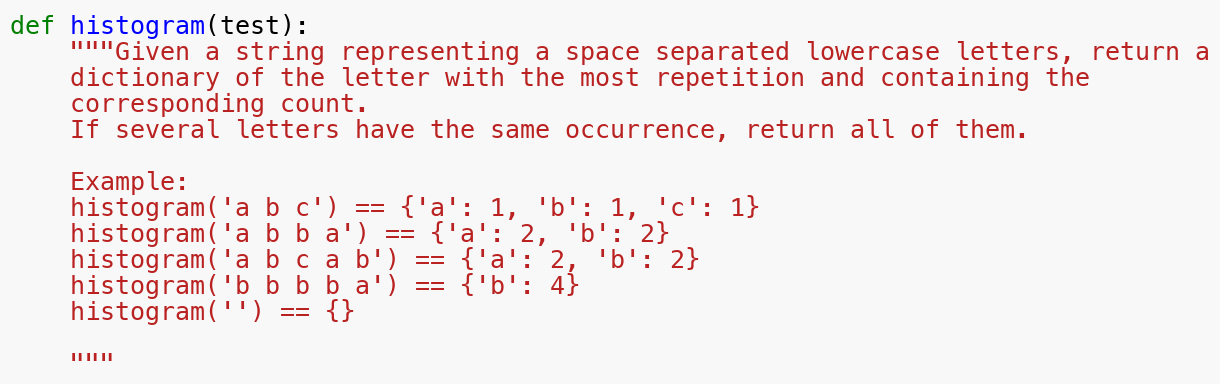 def histogram(test):
    """Given a string representing a space separated lowercase letters, return a
    dictionary of the letter with the most repetition and containing the
    corresponding count.
    If several letters have the same occurrence, return all of them.

    Example:
    histogram('a b c') == {'a': 1, 'b': 1, 'c': 1}
    histogram('a b b a') == {'a': 2, 'b': 2}
    histogram('a b c a b') == {'a': 2, 'b': 2}
    histogram('b b b b a') == {'b': 4}
    histogram('') == {}

    """